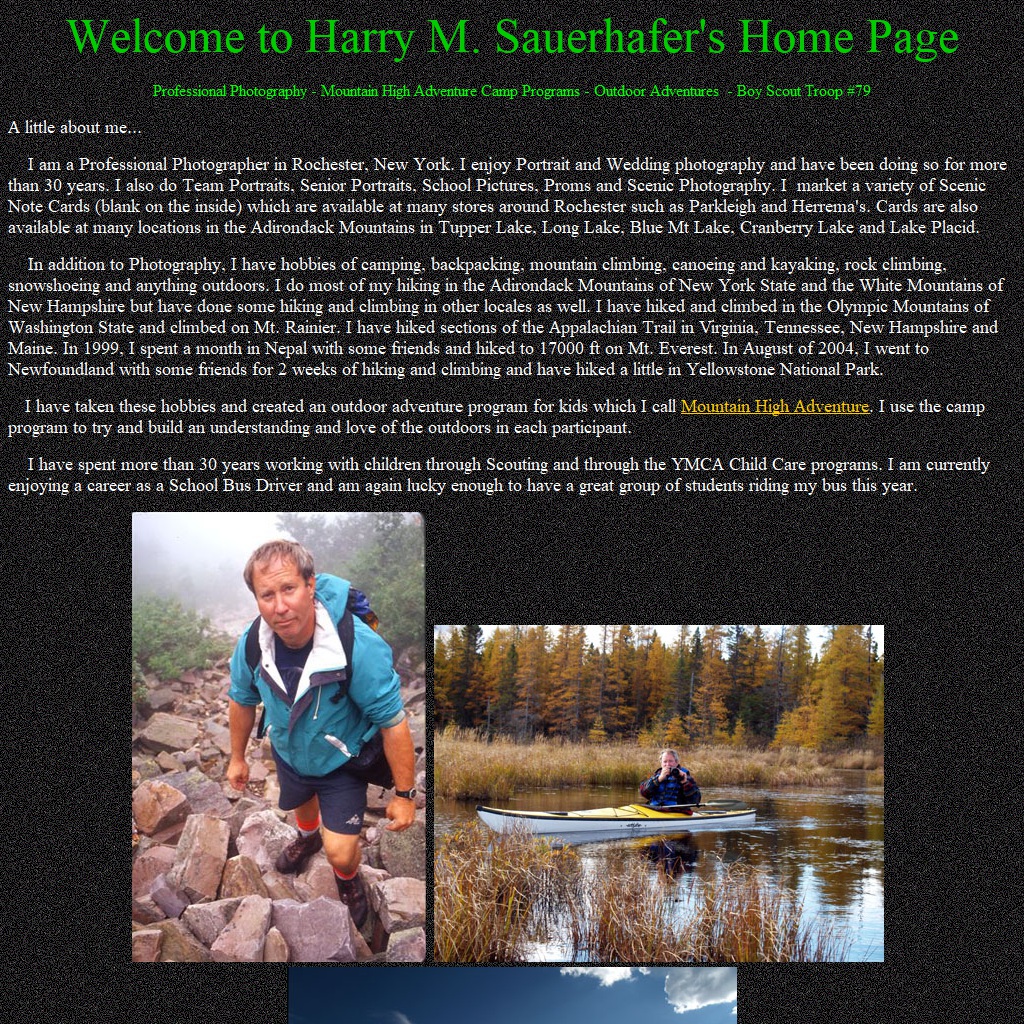 Welcome to Harry M. Sauerhafer's Home Page
Professional Photography - Mountain High Adventure Camp Programs - Outdoor Adventures - Boy Scout Troop #79
A little about me...
I am a Professional Photographer in Rochester, New York. I enjoy Portrait and Wedding photography and have been doing so for more
than 30 years. I also do Team Portraits, Senior Portraits, School Pictures, Proms and Scenic Photography. I market a variety of Scenic
Note Cards (blank on the inside) which are available at many stores around Rochester such as Parkleigh and Herrema's. Cards are also
available at many locations in the Adirondack Mountains in Tupper Lake, Long Lake, Blue Mt Lake, Cranberry Lake and Lake Placid.
In addition to Photography, I have hobbies of camping, backpacking, mountain climbing, canoeing and kayaking, rock climbing,
snowshoeing and anything outdoors. I do most of my hiking in the Adirondack Mountains of New York State and the White Mountains of
New Hampshire but have done some hiking and climbing in other locales as well. I have hiked and climbed in the Olympic Mountains of
Washington State and climbed on Mt. Rainier. I have hiked sections of the Appalachian Trail in Virginia, Tennessee, New Hampshire and
Maine. In 1999, I spent a month in Nepal with some friends and hiked to 17000 ft on Mt. Everest. In August of 2004, I went to
Newfoundland with some friends for 2 weeks of hiking and climbing and have hiked a little in Yellowstone National Park.
I have taken these hobbies and created an outdoor adventure program for kids which I call Mountain High Adventure. I use the camp
program to try and build an understanding and love of the outdoors in each participant.
I have spent more than 30 years working with children through Scouting and through the YMCA Child Care programs. I am currently
enjoying a career as a School Bus Driver and am again lucky enough to have a great group of students riding my bus this year.